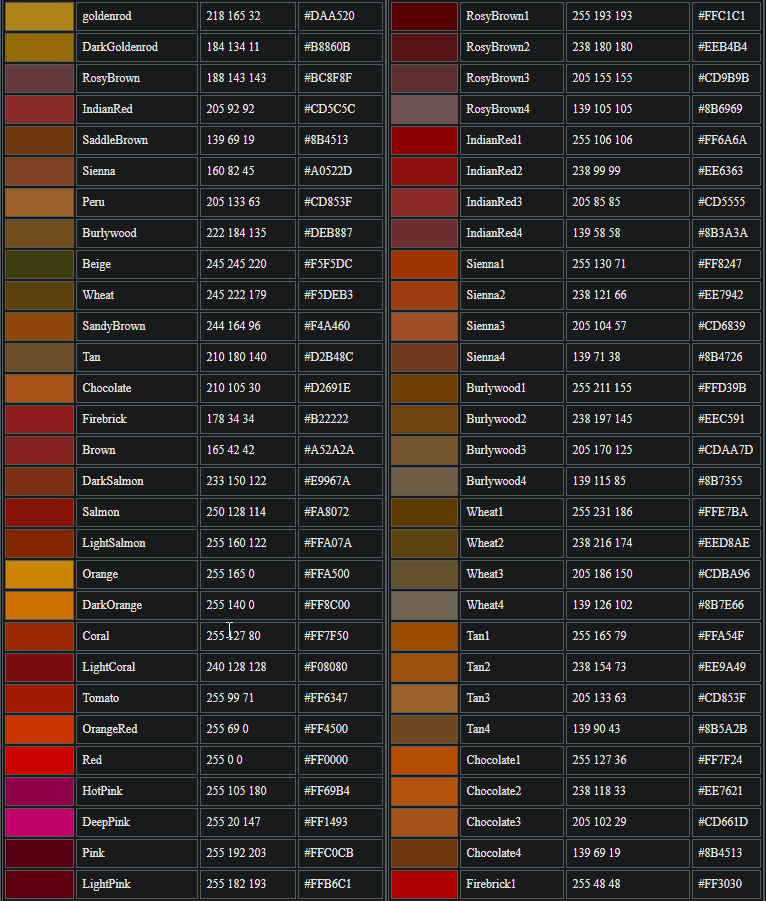 goldenrod 218 165 32 #DAA520 RosyBrown1 255 193 193 #FFC1C1
DarkGoldenrod 184 134 11 #B8860B RosyBrown2 238 180 180 #EEB4B4
RosyBrown 188 143 143 #BC8F8F RosyBrown3 205 155 155 #CD9B9B
IndianRed 205 92 92 #CD5C5C RosyBrown4 139 105 105 #8B6969
SaddleBrown 139 69 19 #8B4513 IndianRed1 255 106 106 #FF6A6A
Sienna 160 82 45 #A0522D IndianRed2 238 99 99 #EE6363
Peru 205 133 63 #CD853F IndianRed3 205 85 85 #CD5555
Burlywood 222 184 135 #DEB887 IndianRed4 139 58 58 #8B3A3A
Beige 245 245 220 #F5F5DC Sienna1 255 130 71 #FF8247
Wheat 245 222 179 #F5DEB3 Sienna2 238 121 66 #EE7942
SandyBrown 244 164 96 #F4A460 Sienna3 205 104 57 #CD6839
Tan 210 180 140 #D2B48C Sienna4 139 71 38 #8B4726
Chocolate 210 105 30 #D2691E Burlywood1 255 211 155 #FFD39B
Firebrick 178 34 34 #B22222 Burlywood2 238 197 145 #EEC591
Brown 165 42 42 #A52A2A Burlywood3 205 170 125 #CDAA7D
DarkSalmon 233 150 122 #E9967A Burlywood4 139 115 85 #8B7355
Salmon 250 128 114 #FA8072 Wheat1 255 231 186 #FFE7BA
LightSalmon 255 160 122 #FFA07A Wheat2 238 216 174 #EED8AE
Orange 255 165 0 #FFA500 Wheat3 205 186 150 #CDBA96
DarkOrange 255 140 0 #FF8C00 Wheat4 139 126 102 #8B7E66
Coral 255 127 80 #FF7F50 Tan1 255 165 79 #FFA54F
LightCoral 240 128 128 #F08080 Tan2 238 154 73 #EE9A49
Tomato 255 99 71 #FF6347 Tan3 205 133 63 #CD853F
OrangeRed 255 69 0 #FF4500 Tan4 139 90 43 #8B5A2B
Red 255 0 0 #FF0000 Chocolate1 255 127 36 #FF7F24
HotPink 255 105 180 #FF69B4 Chocolate2 238 118 33 #EE7621
DeepPink 255 20 147 #FF1493 Chocolate3 205 102 29 #CD661D
Pink 255 192 203 #FFC0CB Chocolate4 139 69 19 #8B4513
LightPink 255 182 193 #FFB6C1 Firebrick1 255 48 48 #FF3030